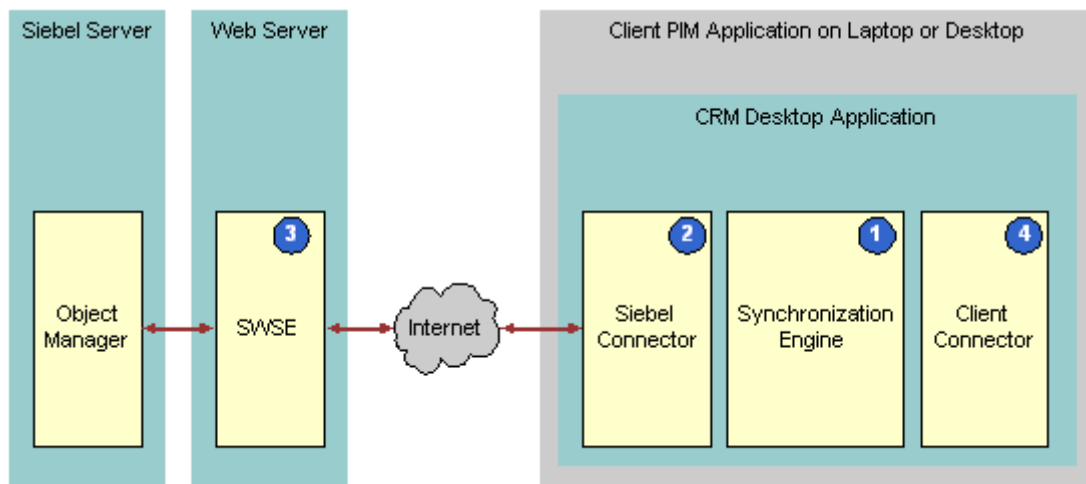 Siebel Server
Web Server
Client PIM Application on Laptop or Desktop
CRM Desktop Application
3
2
1
4
Object
Manager
SWSE
Internet
Siebel
Connector
Synchronization
Engine
Client
Connector